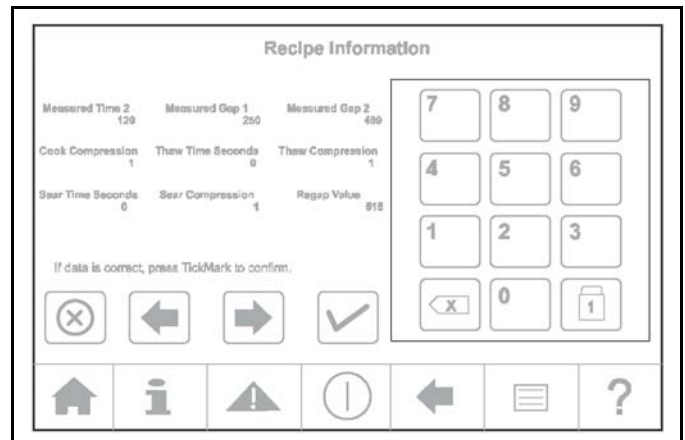 Recipe Information
Measured Time 2 Measured Gap 1 Measured Gap 2
120 250 489
Cook Compression Thaw Time Seconds Thaw Compression
1 0 1
Sear Time Seconds Sear Compression Regap Value
0 1 515
If data is correct, press TickMark to confirm.
7 8 9
4 5 6
1 2 3
X 0 1